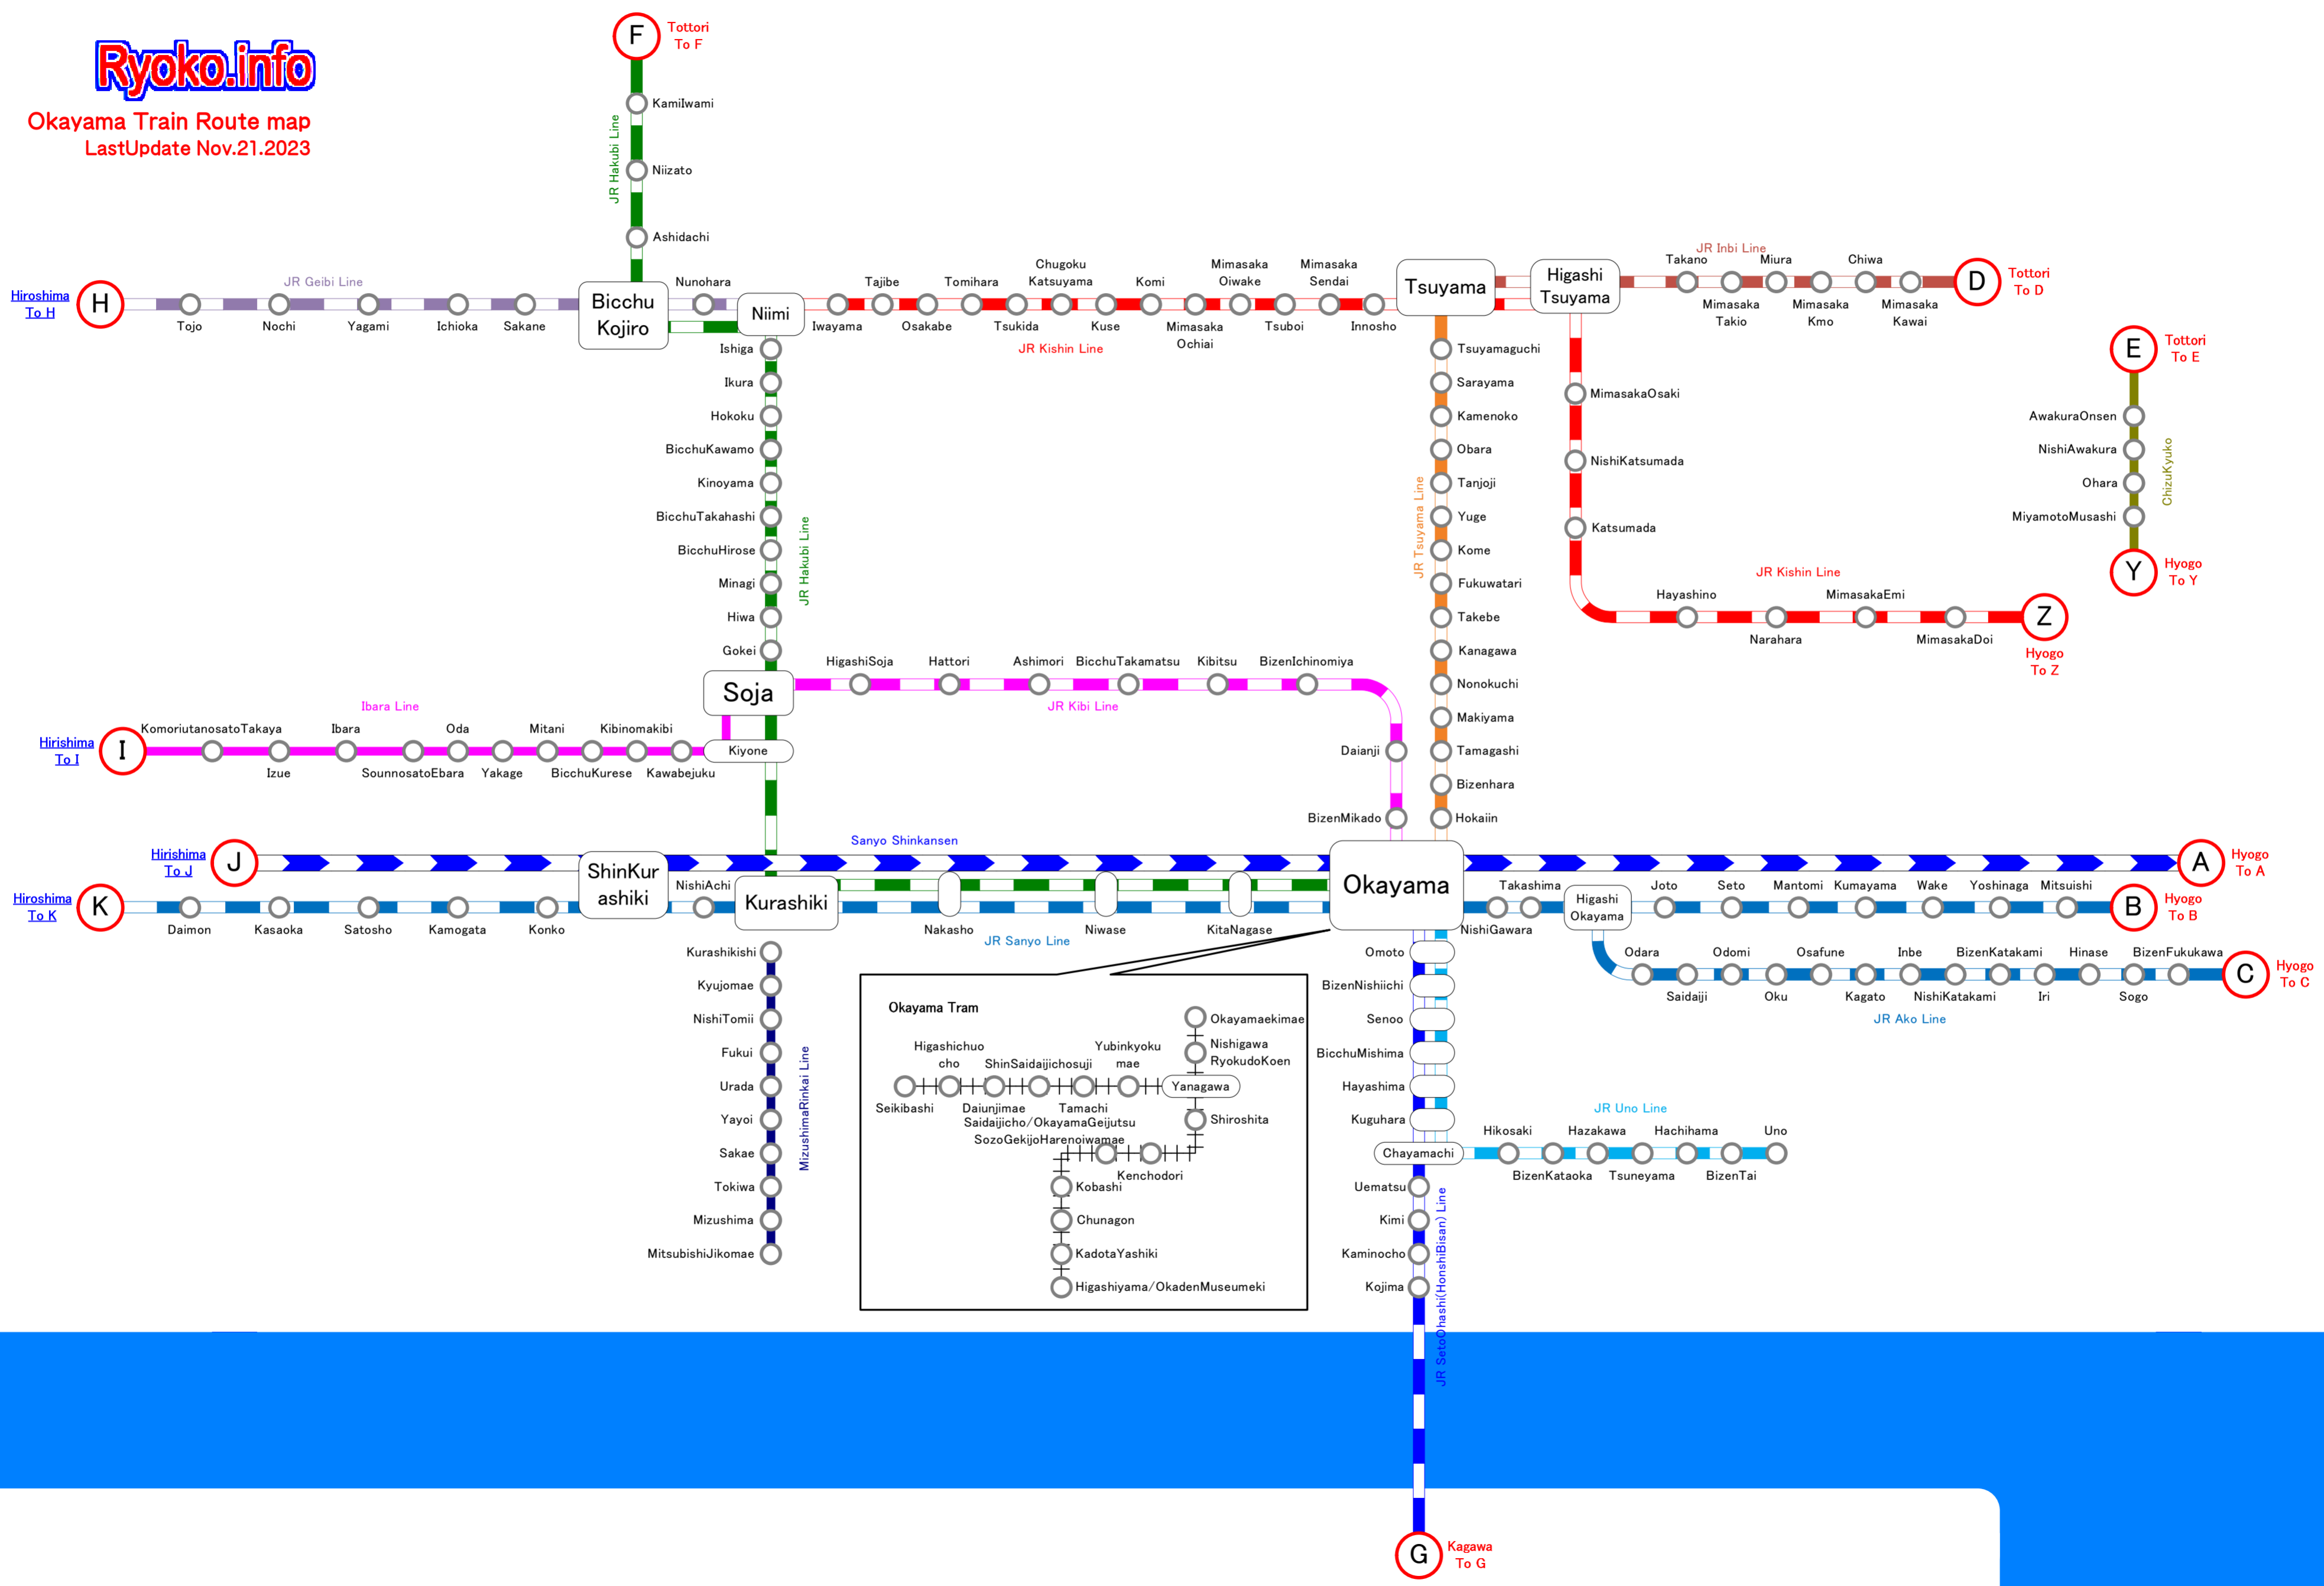 Ryoko.info
Okayama Train Route map
LastUpdate Nov.21.2023
F
Tottori
To F
KamiIwami
Niizato
Ashidachi
JR Hakubi Line
Hiroshima
To H
H
JR Geibi Line
Tojo
Nochi
Yagami
Ichioka
Sakane
Bicchu
Kojiro
Nunohara
Niimi
Iwayama
Tajibe
Osakabe
Tomihara
Tsukida
Chugoku
Katsuyama
Kuse
Komi
Mimasaka
Ochiai
Mimasaka
Oiwake
Tsuboi
Mimasaka
Sendai
Innosho
JR Kishin Line
Tsuyama
Higashi
Tsuyama
JR Inbi Line
Takano
Mimasaka
Takio
Miura
Mimasaka
Kmo
Chiwa
Mimasaka
Kawai
D
Tottori
To D
E
Tottori
To E
AwakuraOnsen
NishiAwakura
Ohara
MiyamotoMusashi
ChizuKyuko
Y
Hyogo
To Y
Ishiga
Ikura
Hokoku
BicchuKawamo
Kinoyama
BicchuTakahashi
BicchuHirose
Minagi
Hiwa
Gokei
JR Hakubi Line
Tsuyamaguchi
Sarayama
Kamenoko
Obara
Tanjoji
Yuge
Kome
Fukuwatari
Takebe
Kanagawa
Nonokuchi
Makiyama
Tamagashi
Bizenhara
Hokaiin
JR Tsuyama Line
MimasakaOsaki
NishiKatsumada
Katsumada
JR Kishin Line
Hayashino
Narahara
MimasakaEmi
MimasakaDoi
Z
Hyogo
To Z
Soja
HigashiSoja
Hattori
Ashimori
BicchuTakamatsu
Kibitsu
BizenIchinomiya
JR Kibi Line
Daianji
BizenMikado
Ibara Line
Hirishima
To I
I
KomoriutanosatoTakaya
Izue
Ibara
SounnosatoEbara
Oda
Yakage
Mitani
BicchuKurese
Kibinomakibi
Kawabejuku
Kiyone
Hirishima
To J
J
Sanyo Shinkansen
A
Hyogo
To A
Hiroshima
To K
K
Daimon
Kasaoka
Satosho
Kamogata
Konko
ShinKur
ashiki
NishiAchi
Kurashiki
Nakasho
Niwase
KitaNagase
JR Sanyo Line
Okayama
NishiGawara
Takashima
Higashi
Okayama
Joto
Seto
Mantomi
Kumayama
Wake
Yoshinaga
Mitsuishi
B
Hyogo
To B
Odara
Saidaiji
Odomi
Oku
Osafune
Kagato
Inbe
NishiKatakami
BizenKatakami
Iri
Hinase
Sogo
BizenFukukawa
C
Hyogo
To C
JR Ako Line
Kurashikishi
Kyujomae
NishiTomii
Fukui
Urada
Yayoi
Sakae
Tokiwa
Mizushima
MitsubishiJikomae
MizushimaRinkai Line
Okayama Tram
Okayamaekimae
Nishigawa
RyokudoKoen
Yanagawa
Yubinkyoku
mae
Tamachi
ShinSaidaijichosuji
Daiunjimae
Higashichuo
cho
Seikibashi
Shiroshita
Kenchodori
Saidaijicho/OkayamaGeijutsu
SozoGekijoHarenoiwamae
Kobashi
Chunagon
KadotaYashiki
Higashiyama/OkadenMuseumeki
Omoto
BizenNishiichi
Senoo
BicchuMishima
Hayashima
Kuguhara
Chayamachi
JR Uno Line
Hikosaki
BizenKataoka
Hazakawa
Tsuneyama
Hachihama
BizenTai
Uno
Uematsu
Kimi
Kaminocho
Kojima
JR SetoOhashi(HonshiBisan) Line
G
Kagawa
To G